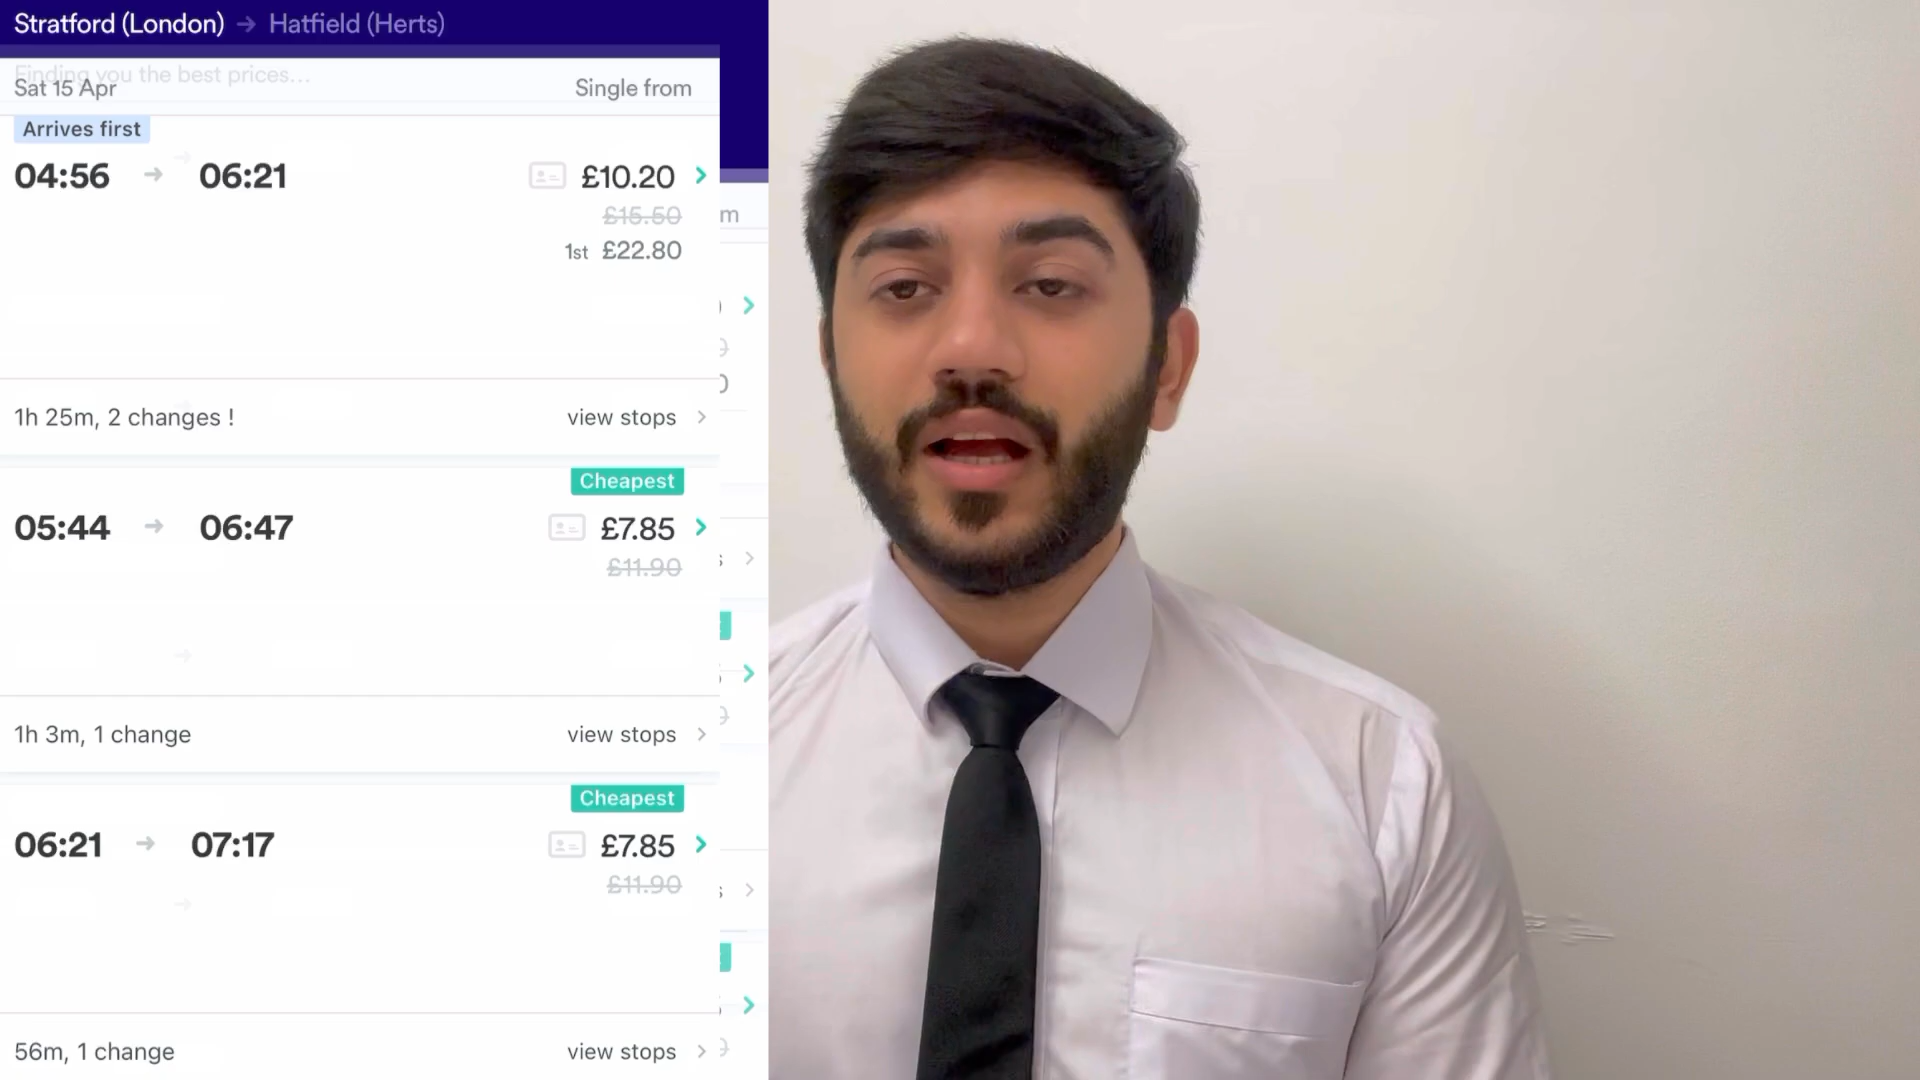 Stratford (London) → Hatfield (Herts)
Finding you the best prices...
Sat 15 Apr Single from
Arrives first
04:56 → 06:21 £10.20
£15.50
1st £22.80
1h 25m, 2 changes ! view stops
Cheapest
05:44 → 06:47 £7.85
£11.90
1h 3m, 1 change view stops
Cheapest
06:21 → 07:17 £7.85
£11.90
56m, 1 change view stops